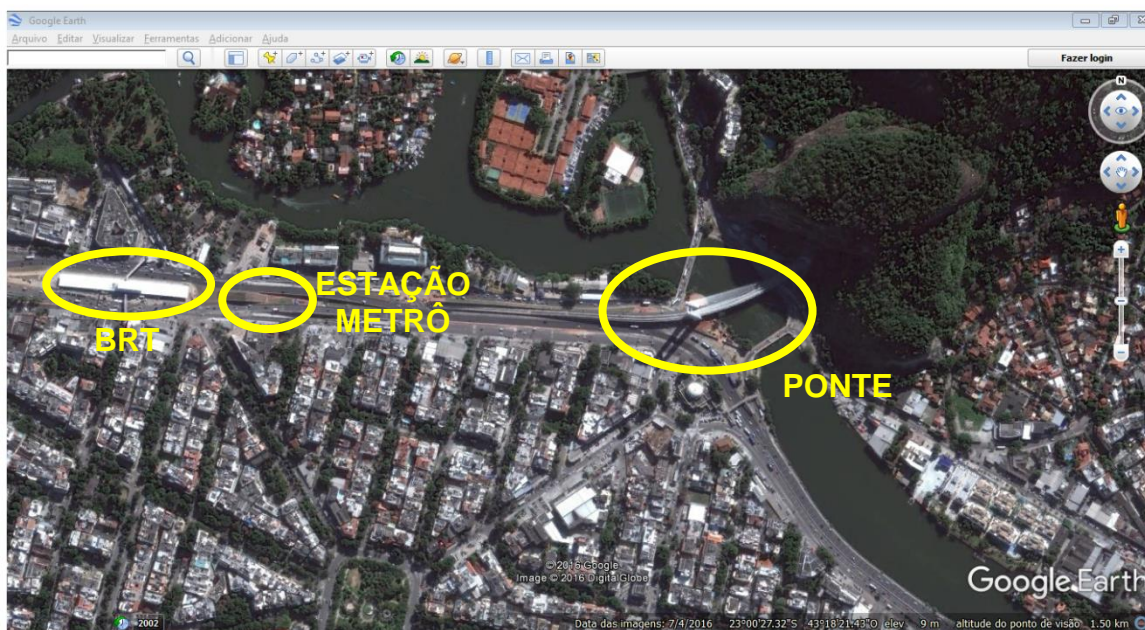 Google Earth
Arquivo Editar Visualizar Ferramentas Adicionar Ajuda
Fazer login
N
ESTAÇÃO
METRÔ
BRT
PONTE
© 2016 Google
Image © 2016 DigitalGlobe
Google Earth
2002
Data das imagens: 7/4/2016 23°00'27.32"S 43°18'21.43"O elev 9 m altitude do ponto de visão 1.50 km